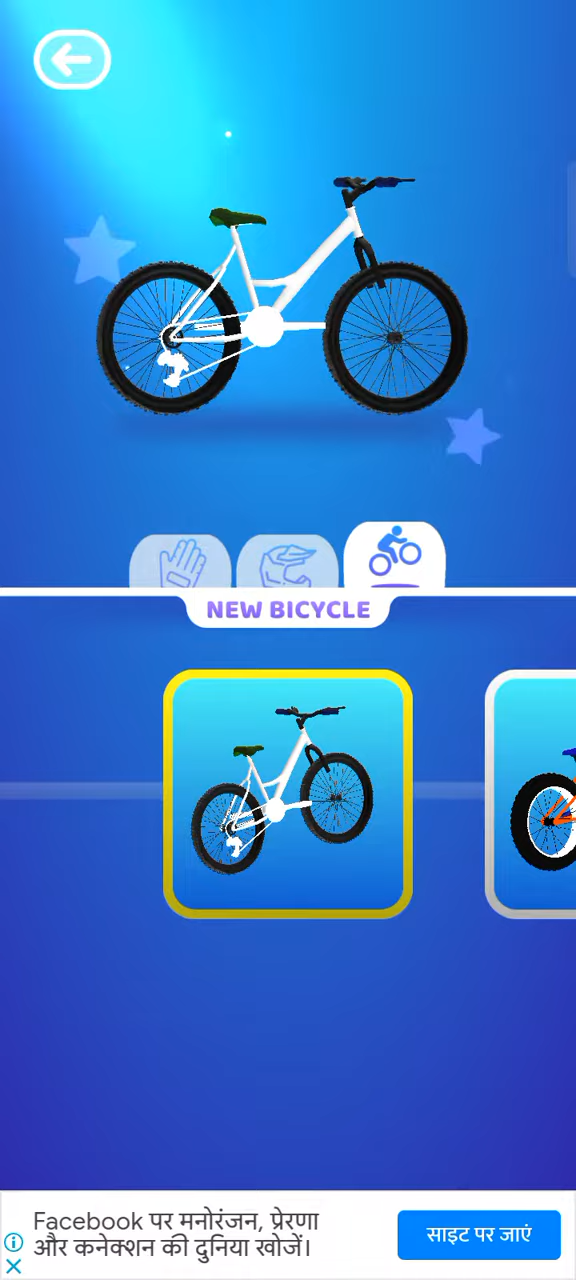 NEW BICYCLE
Facebook पर मनोरंजन, प्रेरणा
और कनेक्शन की दुनिया खोजें।
साइट पर जाएं